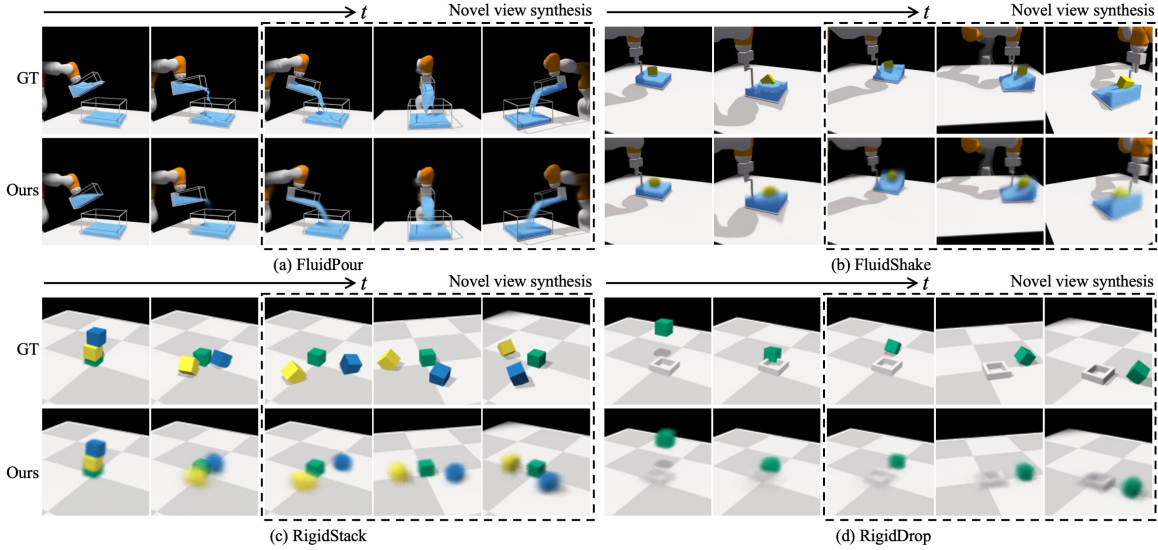 t
Novel view synthesis
t
Novel view synthesis
GT
Ours
(a) FluidPour
(b) FluidShake
t
Novel view synthesis
t
Novel view synthesis
GT
Ours
(c) RigidStack
(d) RigidDrop